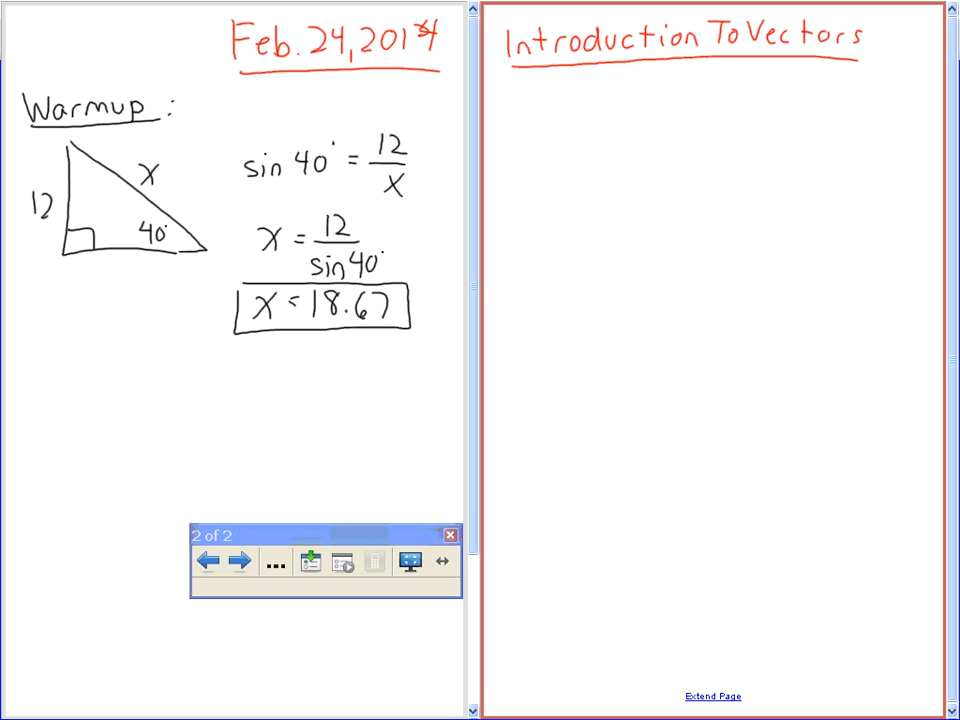 Feb. 24, 2014
Warmup :
12
x
40°
sin 40° = 12/x
x = 12/sin 40°
x = 18.67
2 of 2
...
Introduction To Vectors
Extend Page